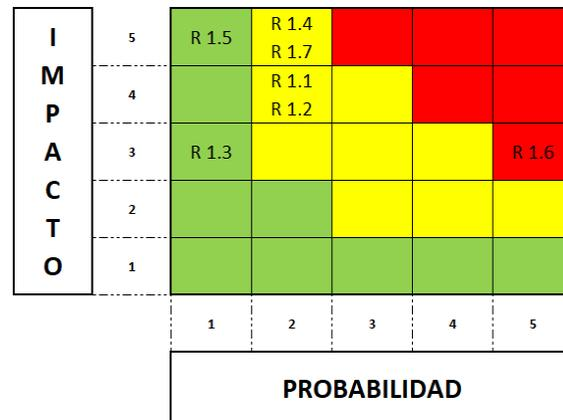 I
M
P
A
C
T
O
5
R 1.5
R 1.4
R 1.7
4
R 1.1
R 1.2
3
R 1.3
R 1.6
2
1
1 2 3 4 5
PROBABILIDAD